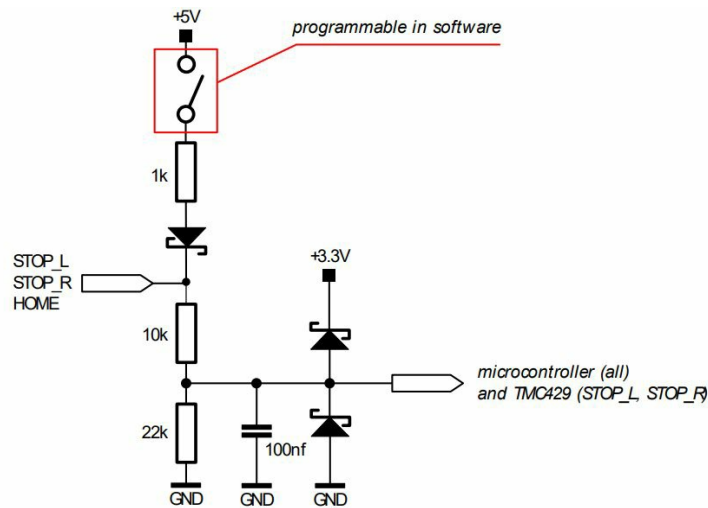 +5V
programmable in software
1k
STOP_L
STOP_R
HOME
+3.3V
10k
microcontroller (all)
and TMC429 (STOP_L, STOP_R)
22k
100nf
GND
GND
GND